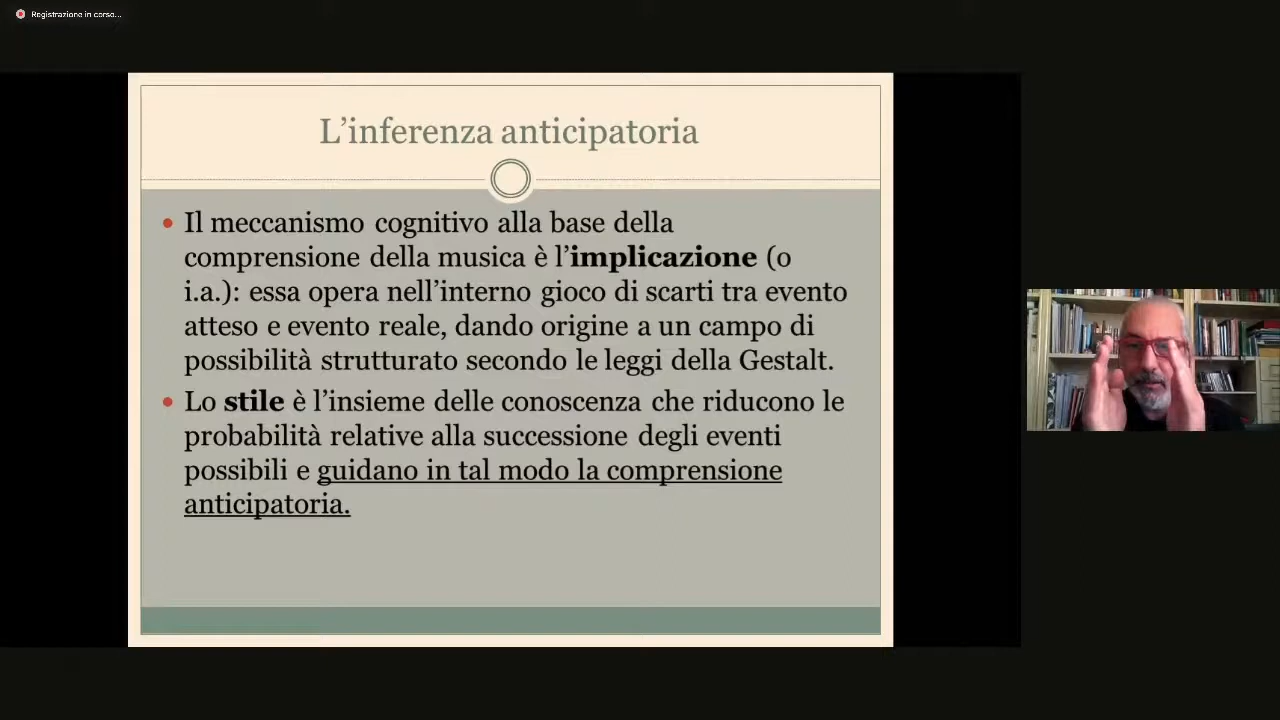 Registrazione in corso...
L'inferenza anticipatoria
Il meccanismo cognitivo alla base della
comprensione della musica è l'implicazione (o
i.a.): essa opera nell'interno gioco di scarti tra evento
atteso e evento reale, dando origine a un campo di
possibilità strutturato secondo le leggi della Gestalt.
Lo stile è l'insieme delle conoscenza che riducono le
probabilità relative alla successione degli eventi
possibili e guidano in tal modo la comprensione
anticipatoria.